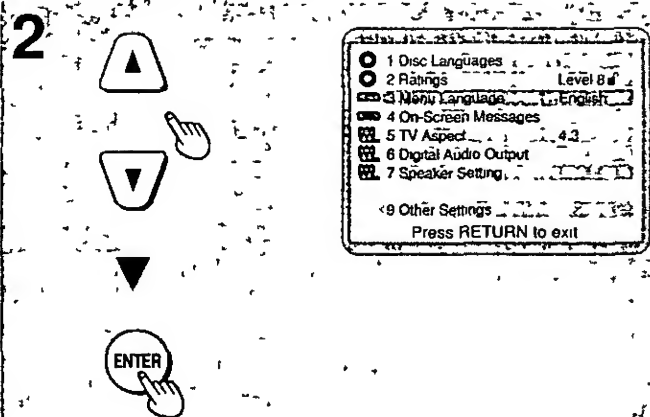 2
1 Disc Languages
2 Ratings Level 8
3 Menu Language English
4 On-Screen Messages
5 TV Aspect 4:3
6 Digital Audio Output
7 Speaker Setting
<9 Other Settings
Press RETURN to exit
ENTER